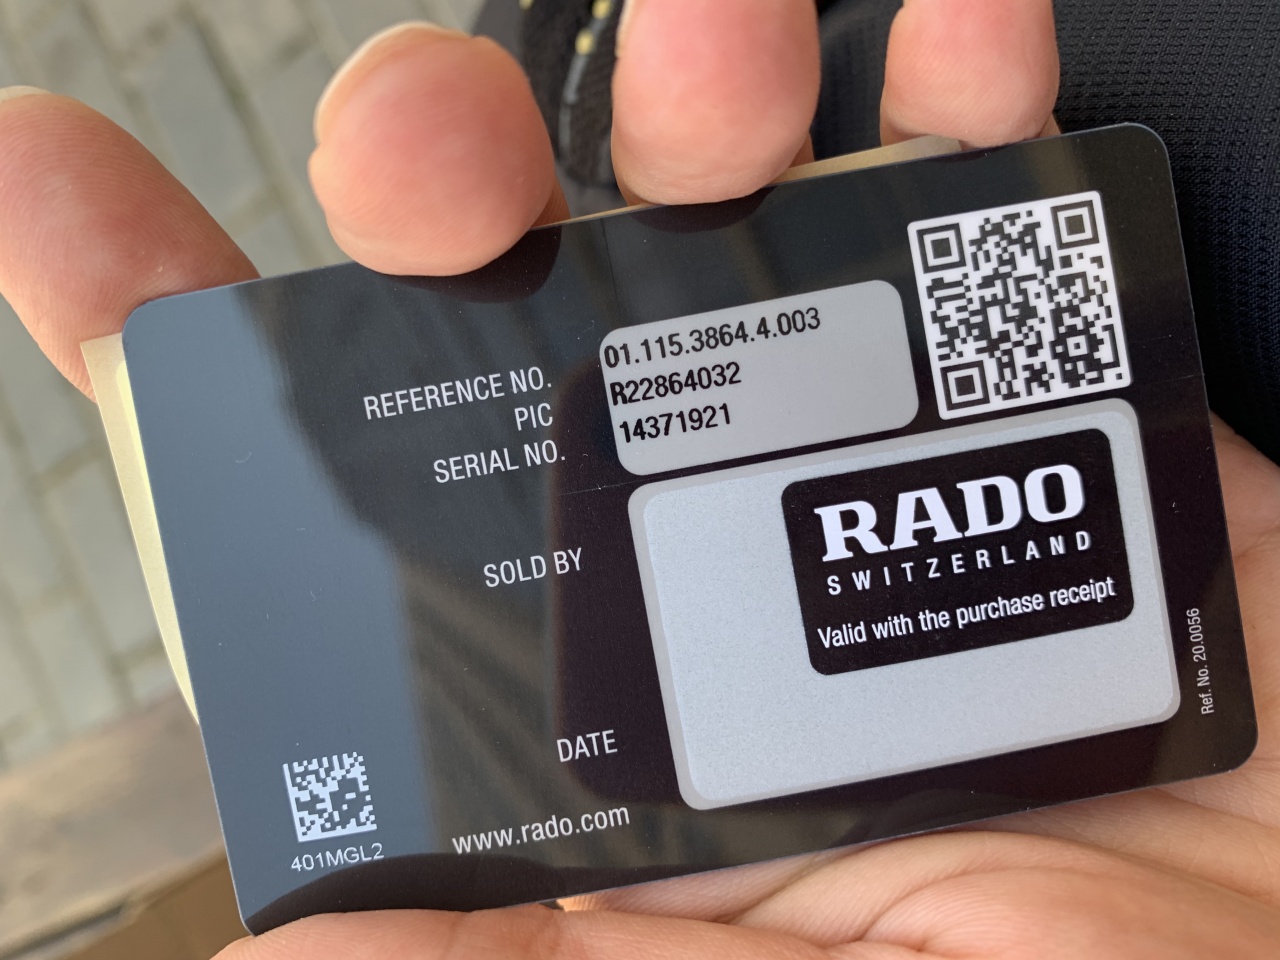 REFERENCE NO. 01.115.3864.4.003
PIC R22864032
SERIAL NO. 14371921
SOLD BY
RADO
SWITZERLAND
Valid with the purchase receipt
DATE
www.rado.com
401MGL2
Ref. No. 20.0056